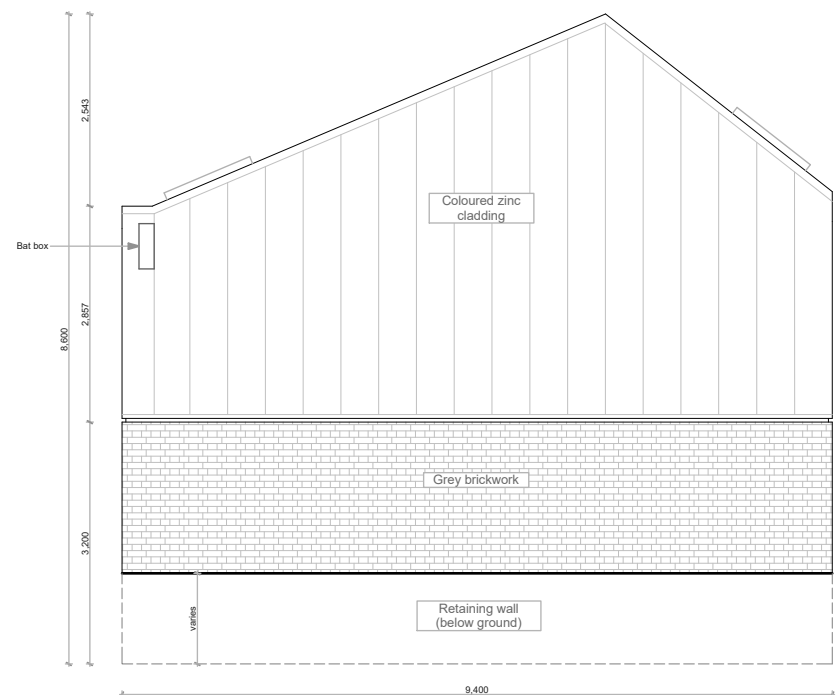 2,543
Coloured zinc
cladding
Bat box
2,857
8,600
Grey brickwork
3,200
varies
Retaining wall
(below ground)
9,400